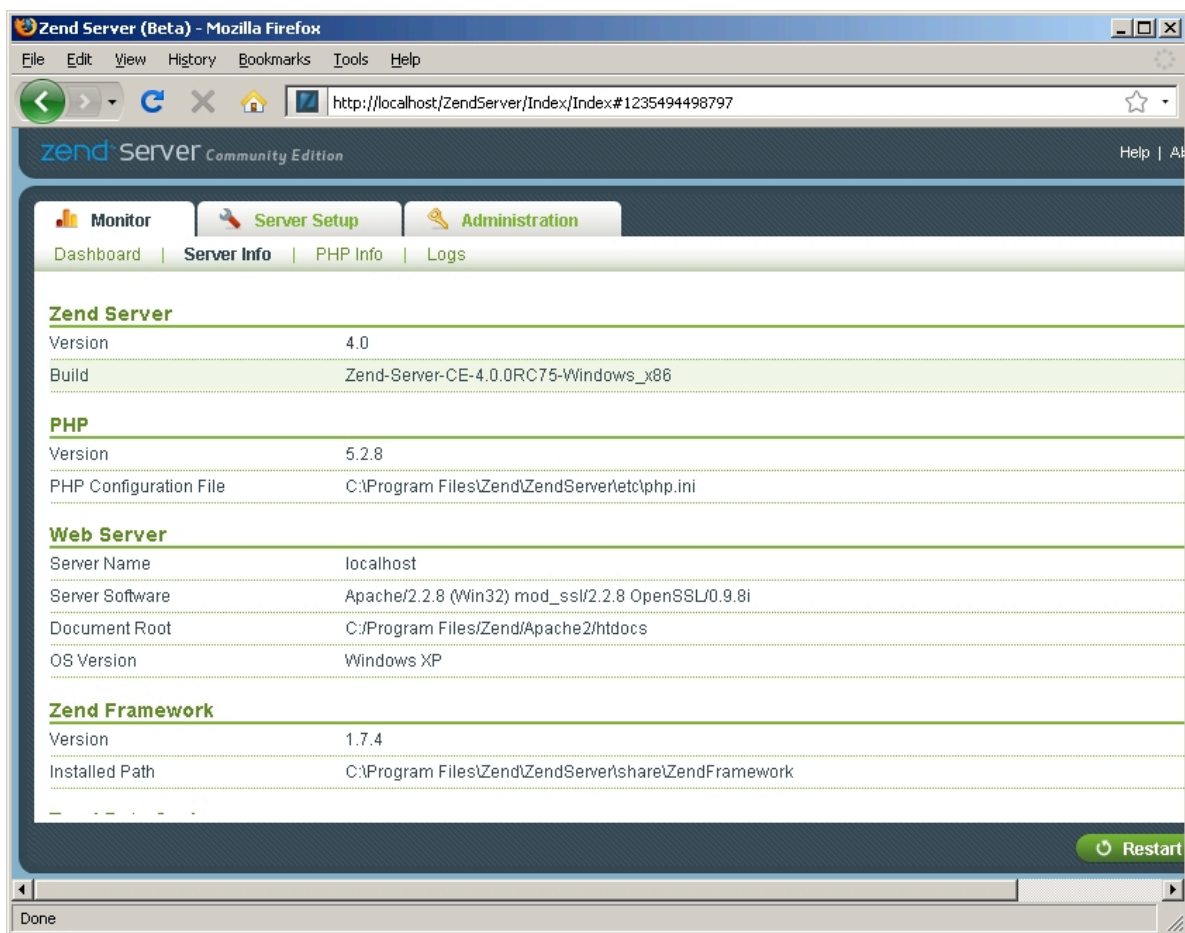 Zend Server (Beta) - Mozilla Firefox
File Edit View History Bookmarks Tools Help
http://localhost/ZendServer/Index/Index#1235494498797
zend server Community Edition
Help |
Monitor Server Setup Administration
Dashboard | Server Info | PHP Info | Logs
Zend Server
Version 4.0
Build Zend-Server-CE-4.0.0RC75-Windows_x86
PHP
Version 5.2.8
PHP Configuration File C:\Program Files\Zend\ZendServer\etc\php.ini
Web Server
Server Name localhost
Server Software Apache/2.2.8 (Win32) mod_ssl/2.2.8 OpenSSL/0.9.8i
Document Root C:/Program Files/Zend/Apache2/htdocs
OS Version Windows XP
Zend Framework
Version 1.7.4
Installed Path C:\Program Files\Zend\ZendServer\share\ZendFramework
Restart
Done